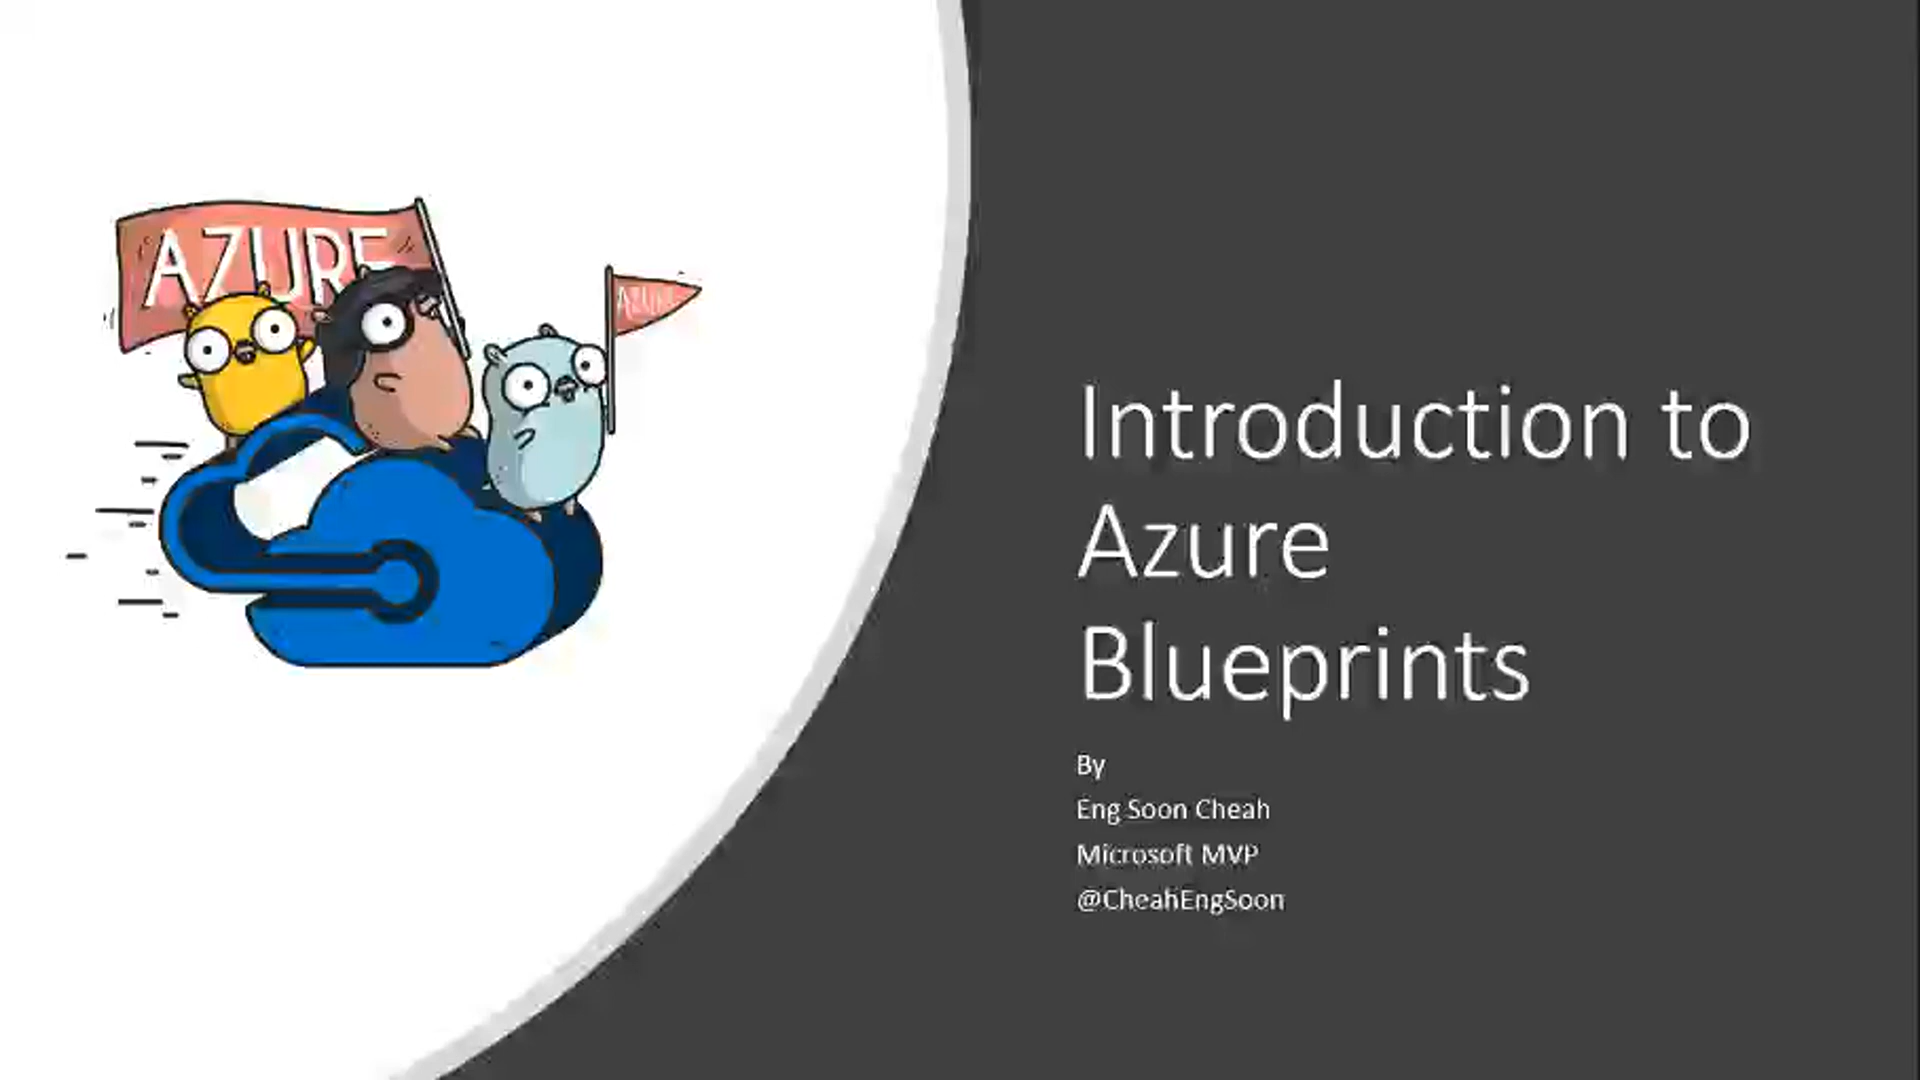 AZURE
AZURE
Introduction to
Azure
Blueprints
By
Eng Soon Cheah
Microsoft MVP
@CheahEngSoon